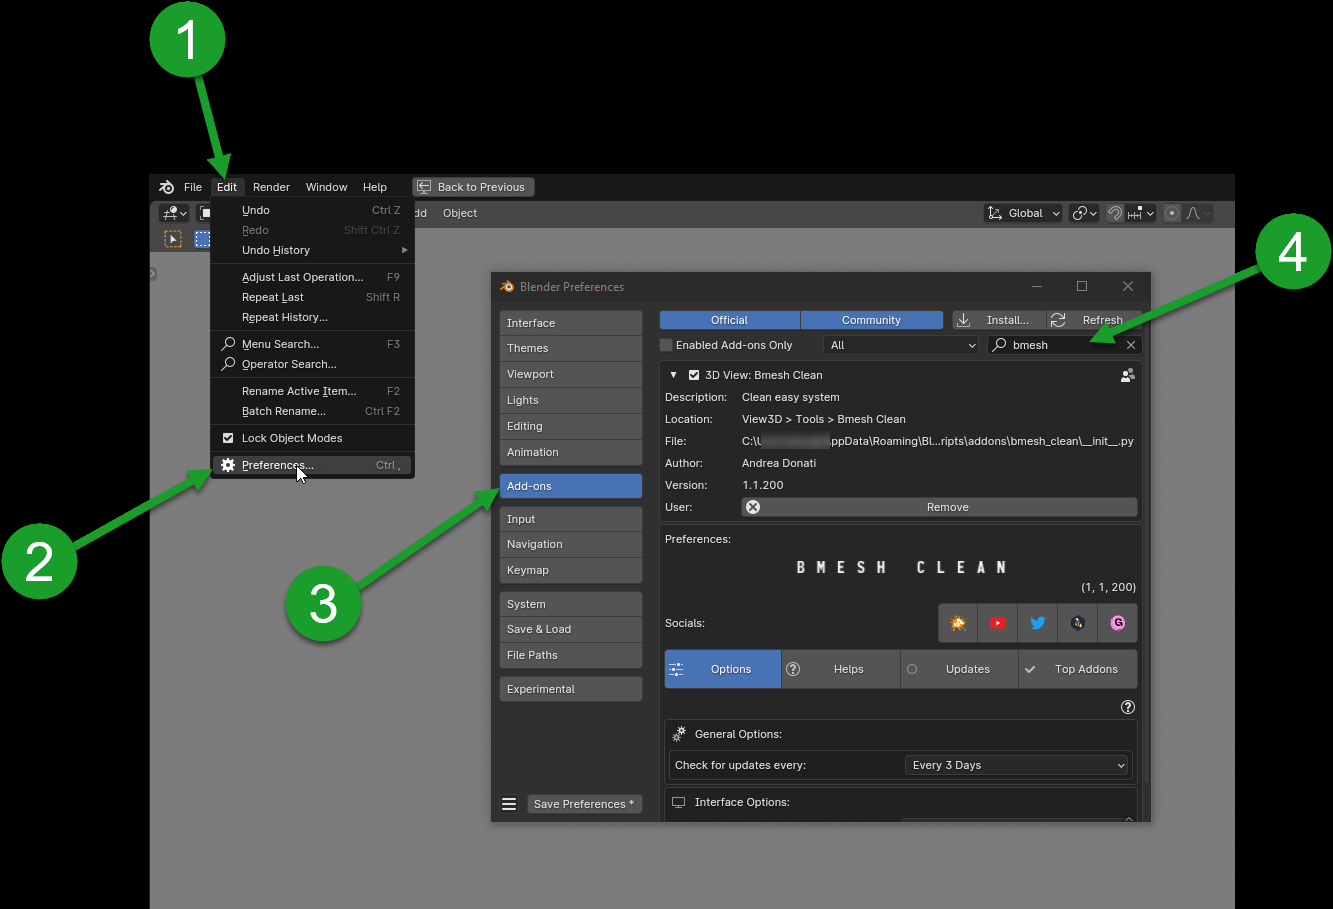 1
File Edit Render Window Help Back to Previous
dd Object Global
Undo Ctrl Z
Redo Shift Ctrl Z
Undo History
Adjust Last Operation... F9
Repeat Last Shift R
Repeat History...
Menu Search... F3
Operator Search...
Rename Active Item... F2
Batch Rename... Ctrl F2
Lock Object Modes
Preferences... Ctrl ,
2
3
4
Blender Preferences
Interface
Themes
Viewport
Lights
Editing
Animation
Add-ons
Input
Navigation
Keymap
System
Save & Load
File Paths
Experimental
Save Preferences *
Official Community Install... Refresh
Enabled Add-ons Only All bmesh
3D View: Bmesh Clean
Description: Clean easy system
Location: View3D > Tools > Bmesh Clean
File: C:\U ppData\Roaming\Bl...ripts\addons\bmesh_clean\__init__.py
Author: Andrea Donati
Version: 1.1.200
User: Remove
Preferences:
BMESH CLEAN
(1, 1, 200)
Socials: G
Options Helps Updates Top Addons
General Options:
Check for updates every: Every 3 Days
Interface Options: